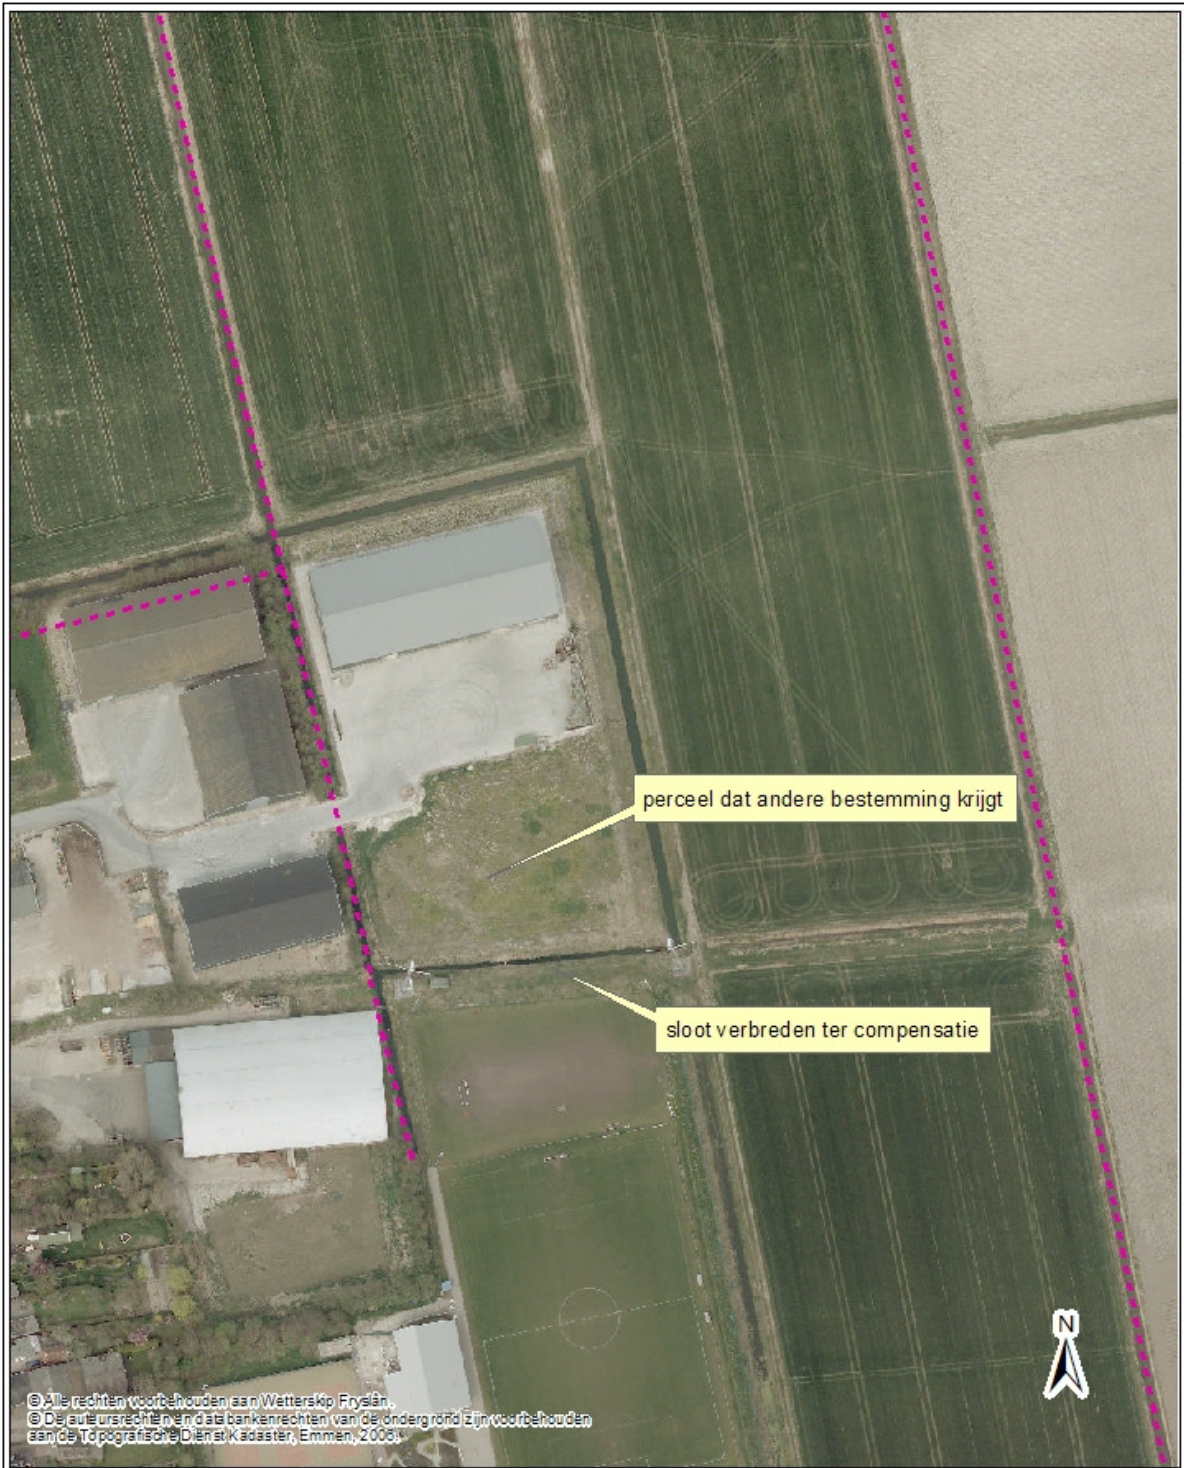 perceel dat andere bestemming krijgt
sloot verbreden ter compensatie
N
© Alle rechten voorbehouden aan Wetterskip Fryslân.
© De auteursrechten en databankenrechten van de ondergrond zijn voorbehouden
aan de Topografische Dienst Kadaster, Emmen, 2006.